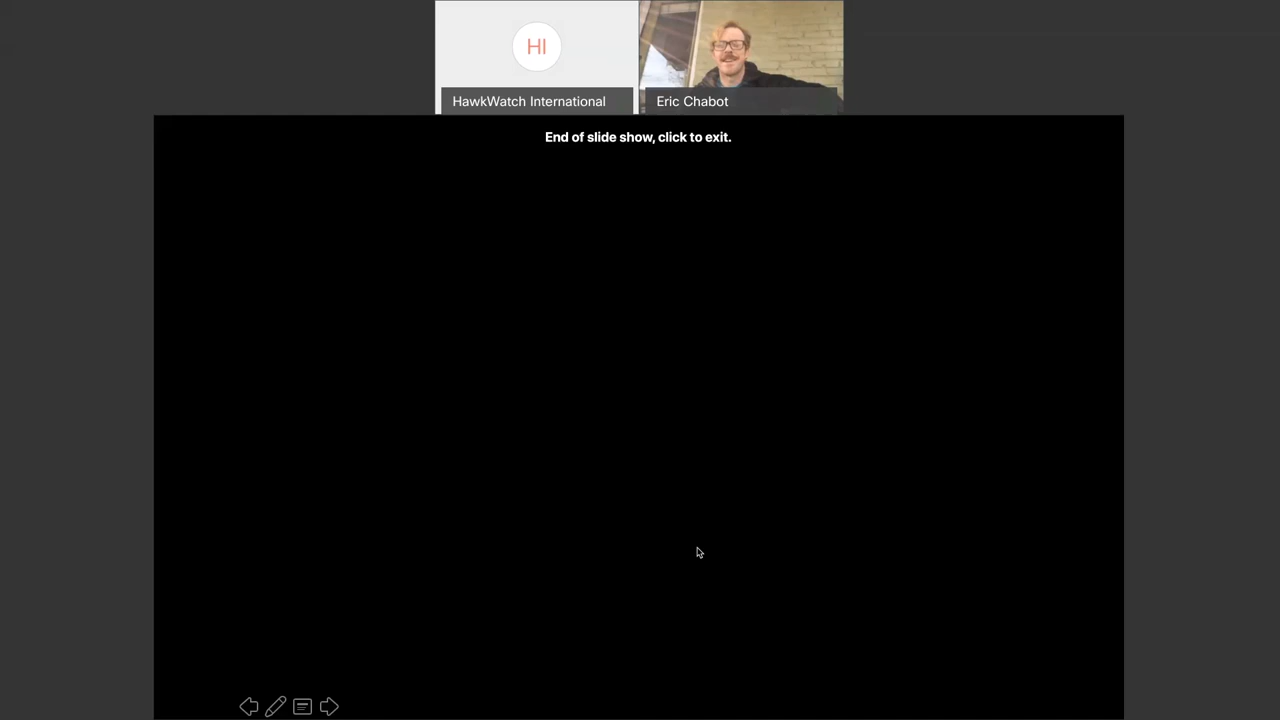 HI
HawkWatch International
Eric Chabot
End of slide show, click to exit.